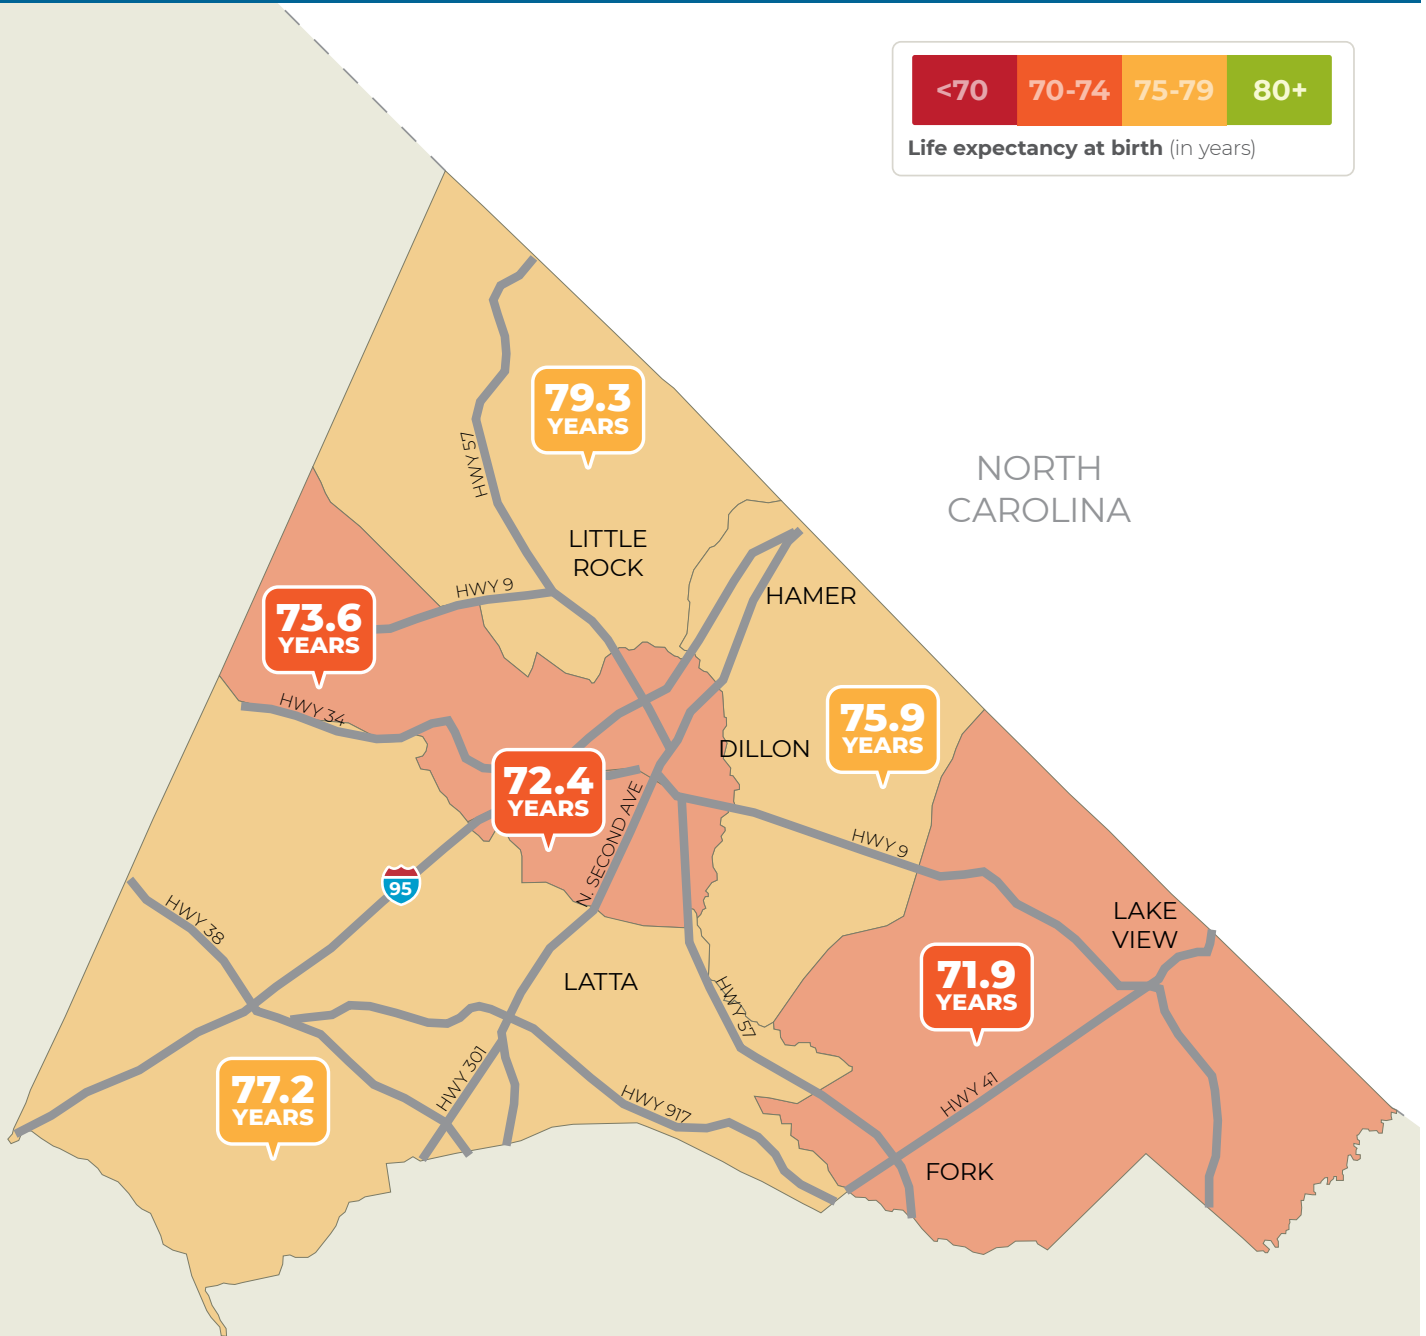 <70 70-74 75-79 80+
Life expectancy at birth (in years)
79.3
YEARS
HWY 57
NORTH
CAROLINA
LITTLE
ROCK
HWY 9
HAMER
73.6
YEARS
HWY 34
75.9
YEARS
DILLON
72.4
YEARS
N. SECOND AVE
HWY 9
95
HWY 38
LAKE
VIEW
71.9
YEARS
LATTA
HWY 57
77.2
YEARS
HWY 301
HWY 917
HWY 41
FORK